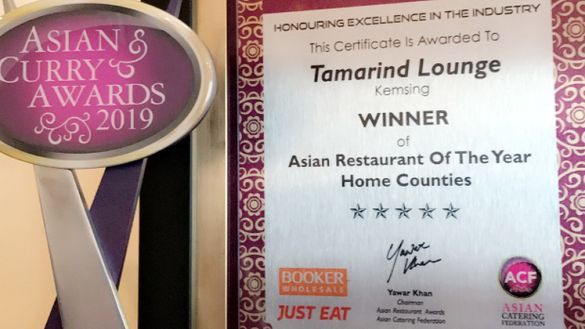 ASIAN
CURRY &
AWARDS
2019
HONOURING EXCELLENCE IN THE INDUSTRY
This Certificate Is Awarded To
Tamarind Lounge
Kemsing
WINNER
of
Asian Restaurant Of The Year
Home Counties
Yawar
Khan
BOOKER
WHOLESALE
JUST EAT
Yawar Khan
Chairman
Asian Restaurant Awards
Asian Catering Federation
ACF
ASIAN
CATERING
FEDERATION